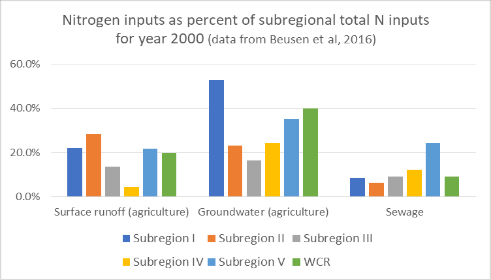 Nitrogen inputs as percent of subregional total N inputs
for year 2000 (data from Beusen et al, 2016)
60.0%
40.0%
20.0%
0.0%
Surface runoff (agriculture) Groundwater (agriculture) Sewage
Subregion I Subregion II Subregion III
Subregion IV Subregion V WCR